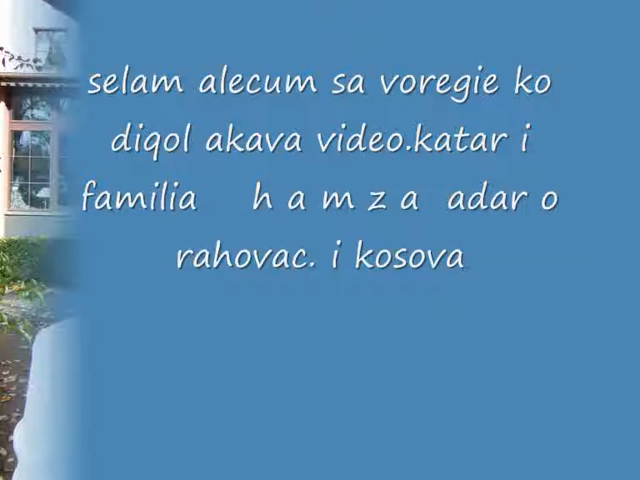 selam alecum sa voregie ko
diqol akava video.katar i
familia h a m z a adar o
rahovac. i kosova